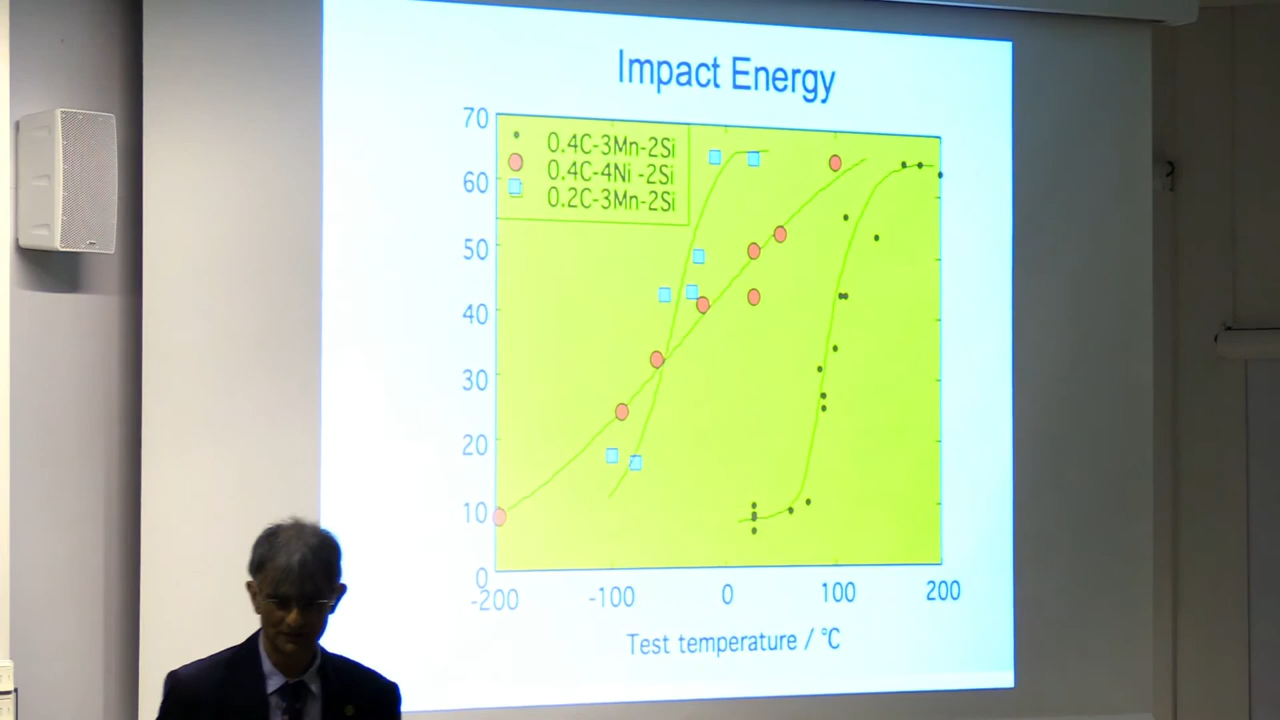 Impact Energy
70
60
50
40
30
20
10
0
0.4C-3Mn-2Si
0.4C-4Ni -2Si
0.2C-3Mn-2Si
-200
-100
0
100
200
Test temperature / °C